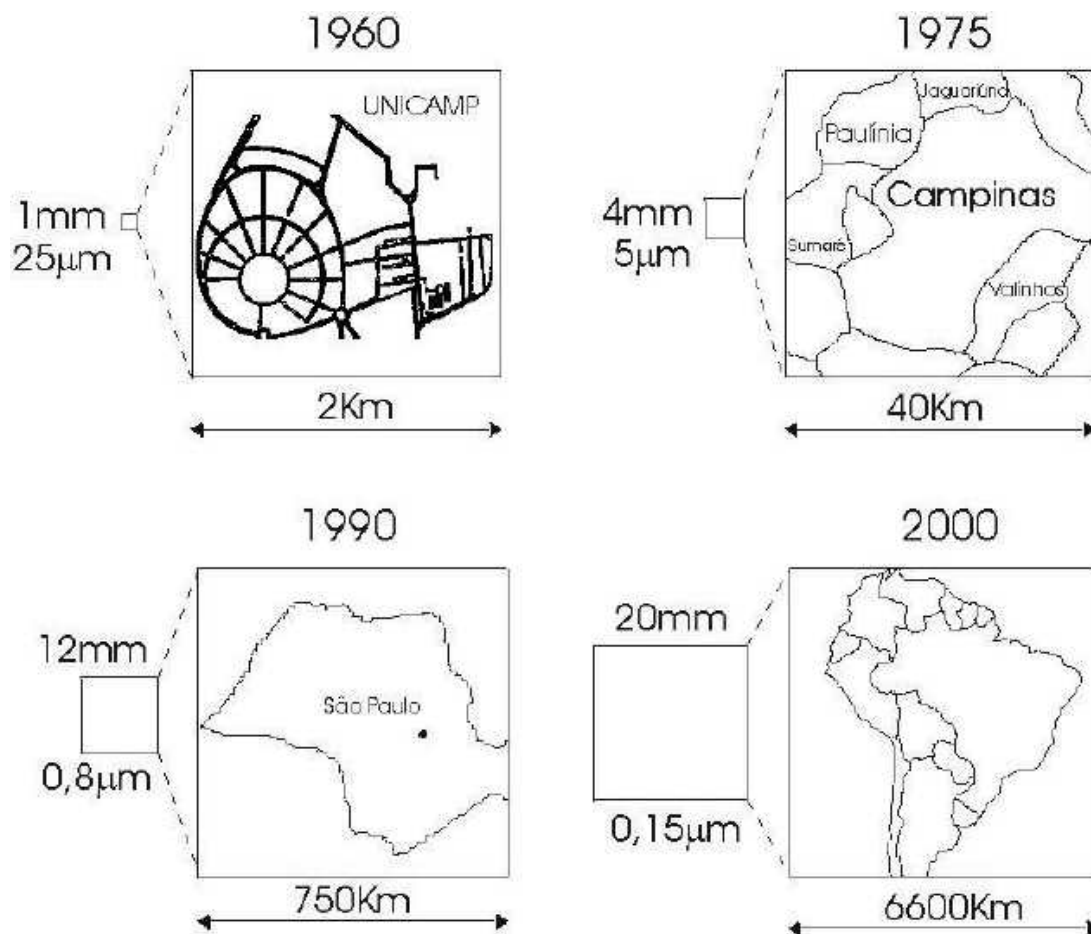 1960
UNICAMP
1mm
25μm
2Km
1975
Jaguariúna
Paulínia
Campinas
4mm
5μm
Sumaré
Valinhos
40Km
1990
12mm
São Paulo
0,8μm
750Km
2000
20mm
0,15μm
6600Km